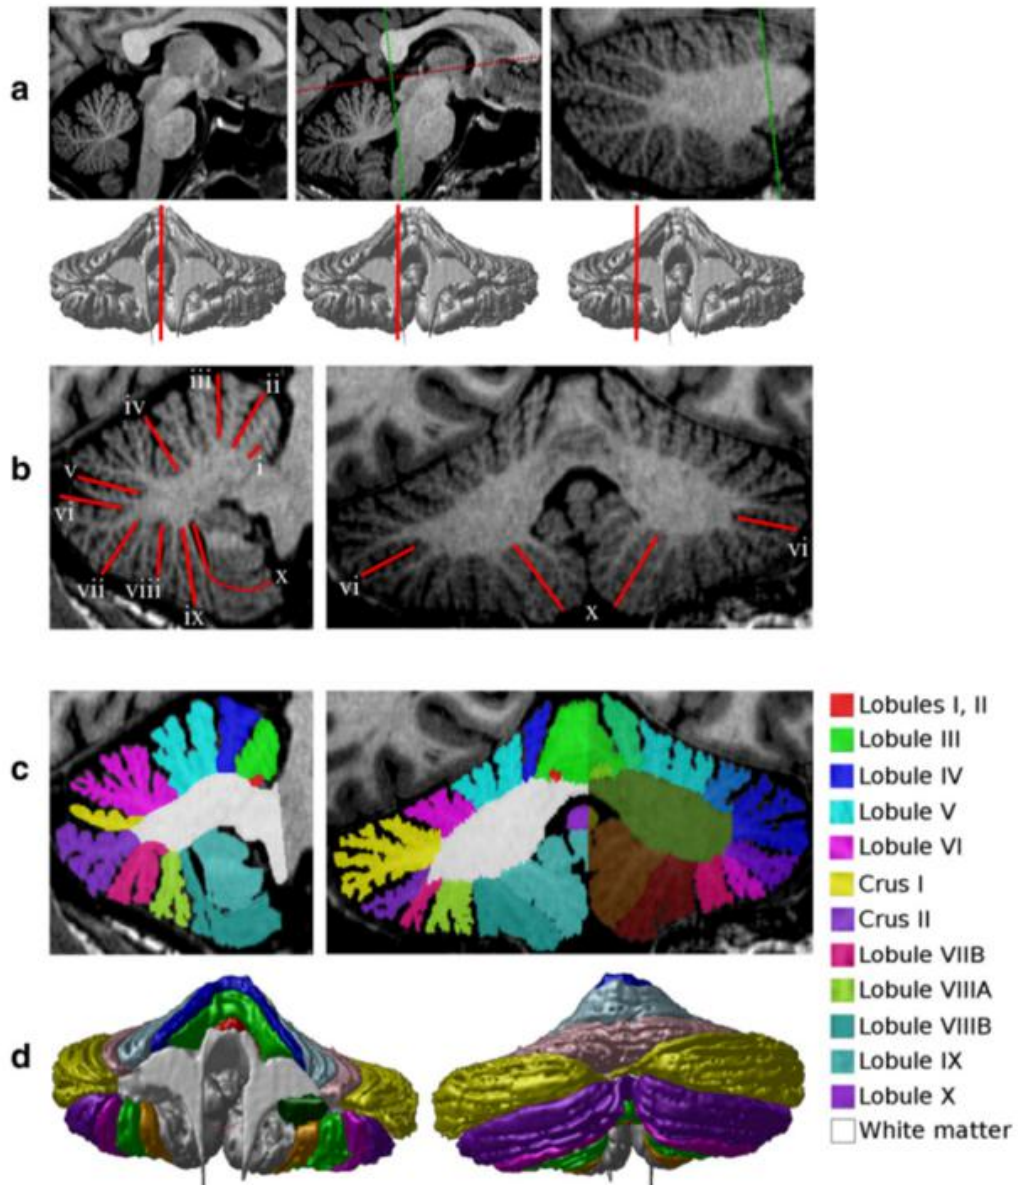 a
b
iii
ii
iv
i
v
vi
vii
viii
ix
x
vi
x
vi
c
Lobules I, II
Lobule III
Lobule IV
Lobule V
Lobule VI
Crus I
Crus II
Lobule VIIB
Lobule VIIIA
Lobule VIIIB
Lobule IX
Lobule X
White matter
d